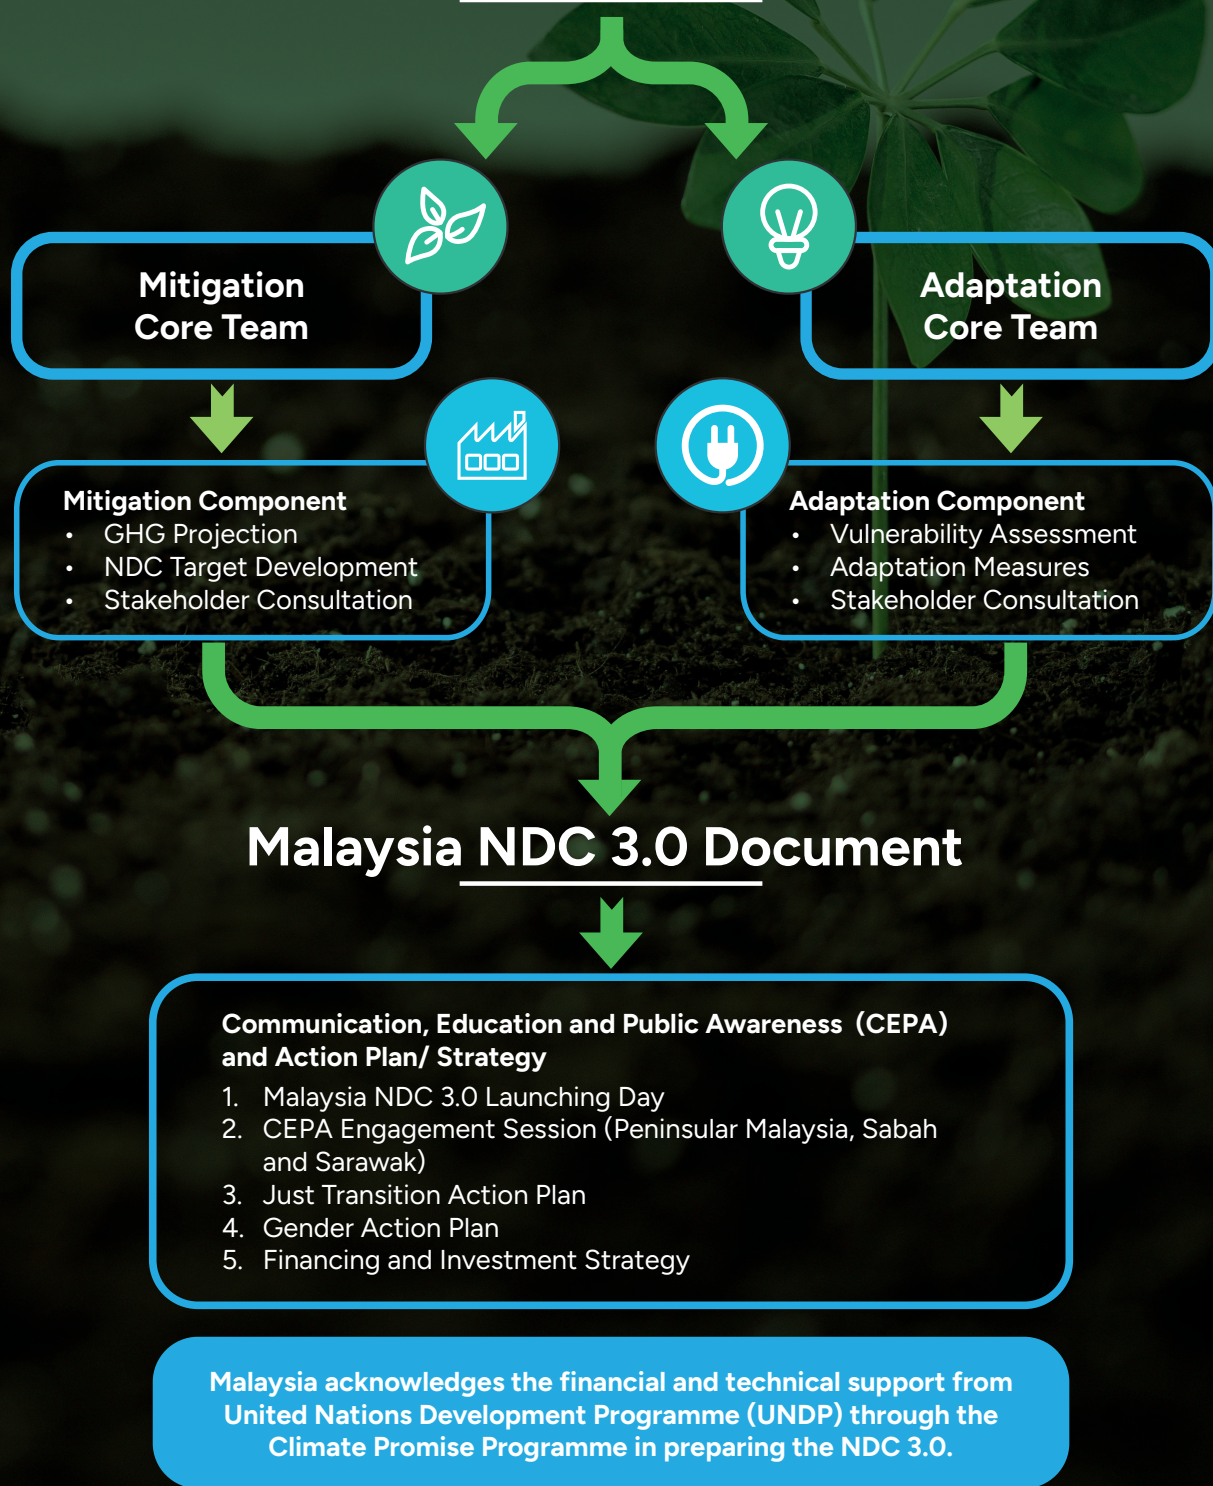 Mitigation
Core Team
Adaptation
Core Team
Mitigation Component
• GHG Projection
• NDC Target Development
• Stakeholder Consultation
Adaptation Component
• Vulnerability Assessment
• Adaptation Measures
• Stakeholder Consultation
Malaysia NDC 3.0 Document
Communication, Education and Public Awareness (CEPA)
and Action Plan/ Strategy
1. Malaysia NDC 3.0 Launching Day
2. CEPA Engagement Session (Peninsular Malaysia, Sabah
and Sarawak)
3. Just Transition Action Plan
4. Gender Action Plan
5. Financing and Investment Strategy
Malaysia acknowledges the financial and technical support from
United Nations Development Programme (UNDP) through the
Climate Promise Programme in preparing the NDC 3.0.